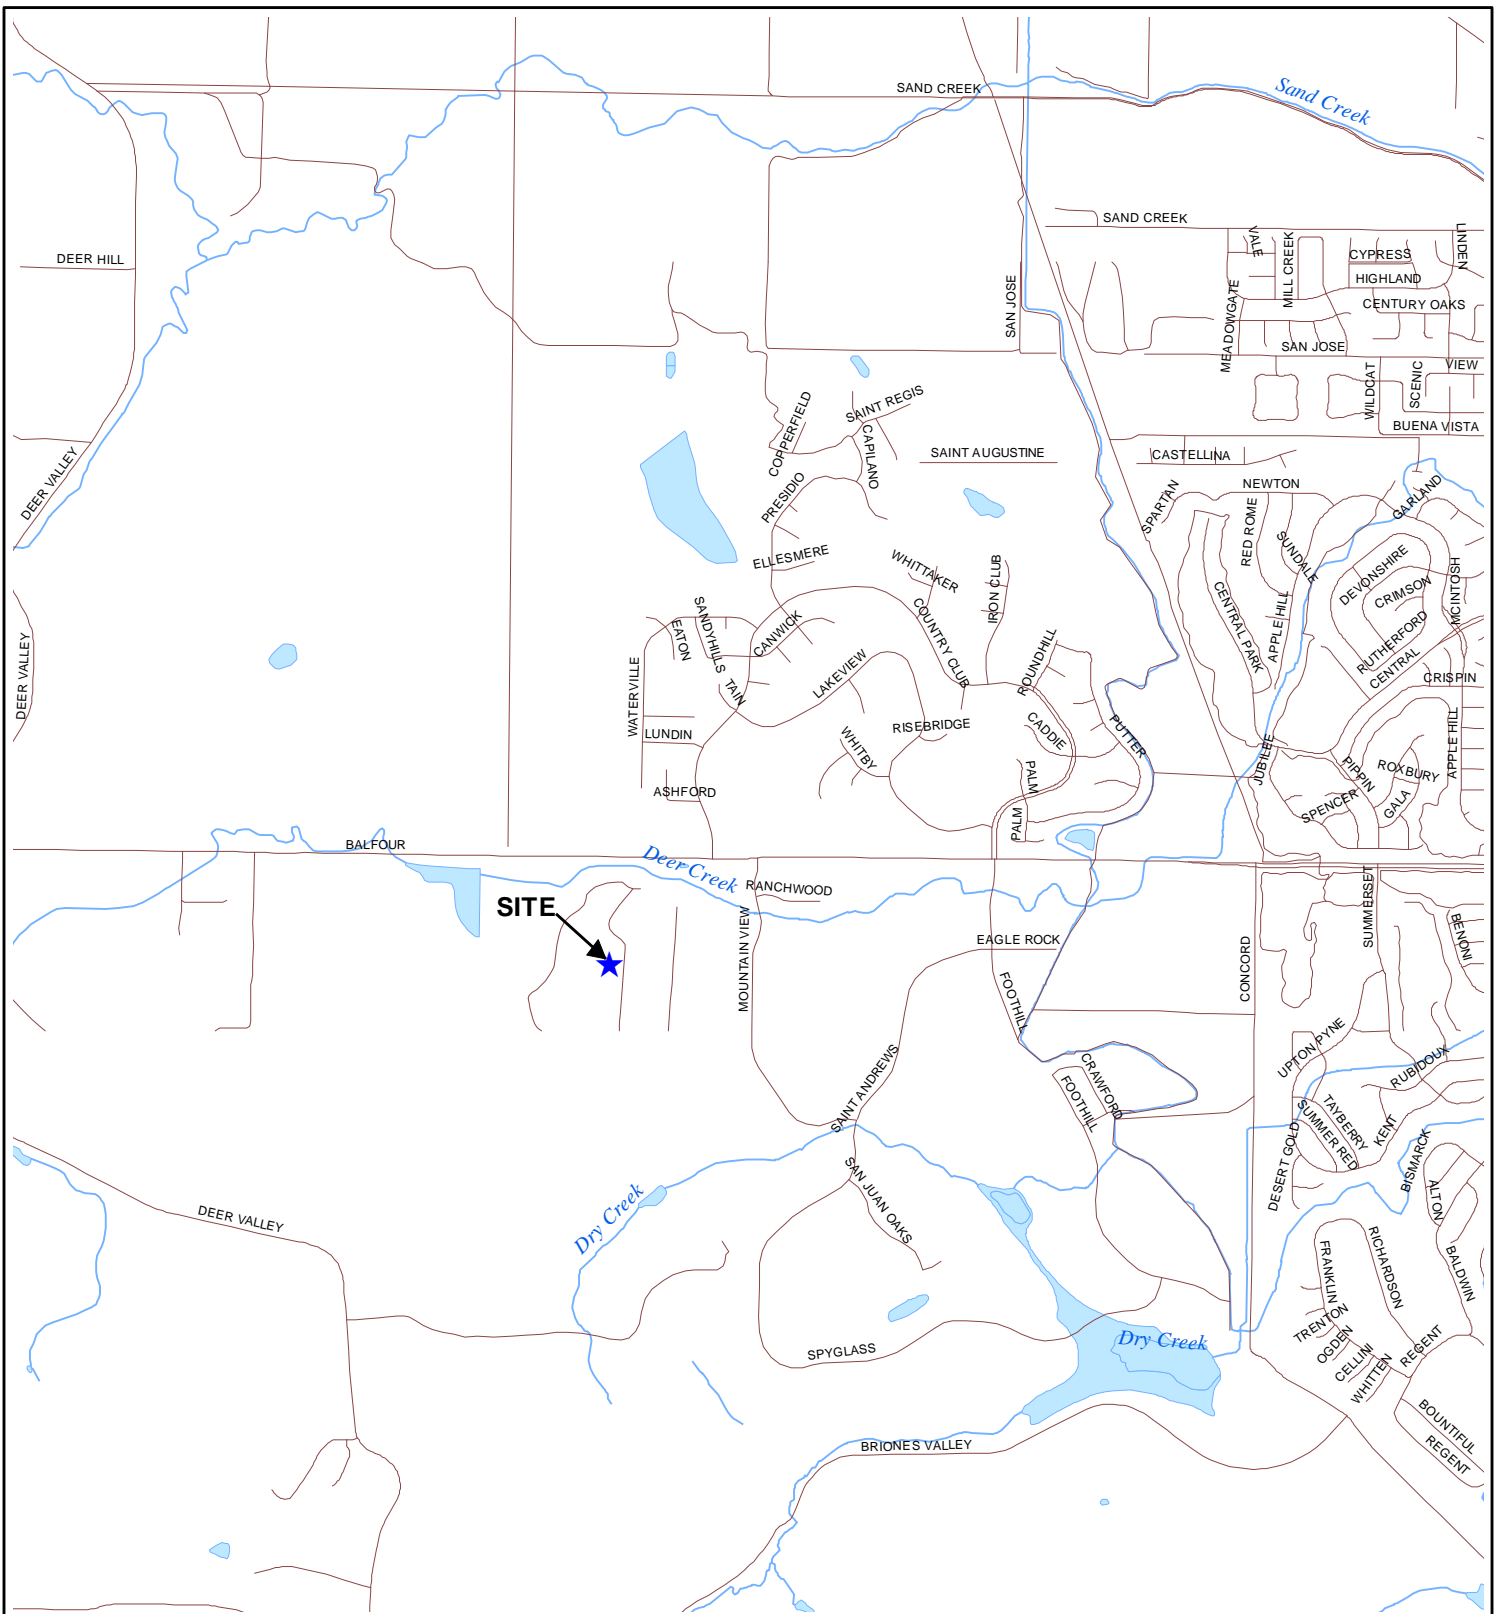 SAND CREEK
Sand Creek
SAND CREEK
DEER HILL
VALE
MILL CREEK
CYPRESS
LINDEN
HIGHLAND
CENTURY OAKS
MEADOWGATE
SAN JOSE
SAN JOSE
VIEW
WILDCAT
SCENIC
BUENA VISTA
COPPERFIELD
SAINT REGIS
CAPILANO
SAINT AUGUSTINE
CASTELLINA
DEER VALLEY
PRESIDIO
SPARTAN
NEWTON
GARLAND
RED ROME
SUNDALE
ELLESMERE
WHITTAKER
IRON CLUB
DEVONSHIRE
CRIMSON
MCINTOSH
SANDYHILLS
EATON
CANWICK
COUNTRY CLUB
CENTRAL PARK
APPLE HILL
RUTHERFORD
CENTRAL
CRISPIN
DEER VALLEY
WATERVILLE
TAIN
LAKEVIEW
ROUNDHILL
LUNDIN
WHITBY
RISEBRIDGE
CADDIE
PUTTER
JUBILEE
PIPPIN
ROXBURY
APPLE HILL
ASHFORD
PALM
PALM
SPENCER
GALA
BALFOUR
Deer Creek
RANCHWOOD
SITE
MOUNTAIN VIEW
EAGLE ROCK
FOOTHILL
CONCORD
SUMMERSET
BENONI
UPTON PYNE
RUBIDOUX
SAINT ANDREWS
CRAWFORD
FOOTHILL
TAYBERRY
SUMMER RED
KENT
DESERT GOLD
BISMARCK
ALTON
SAN JUAN OAKS
DEER VALLEY
Dry Creek
FRANKLIN
RICHARDSON
BALDWIN
TRENTON
OGDEN
CELLINI
WHITTEN
REGENT
SPYGLASS
Dry Creek
BOUNTIFUL
REGENT
BRIONES VALLEY